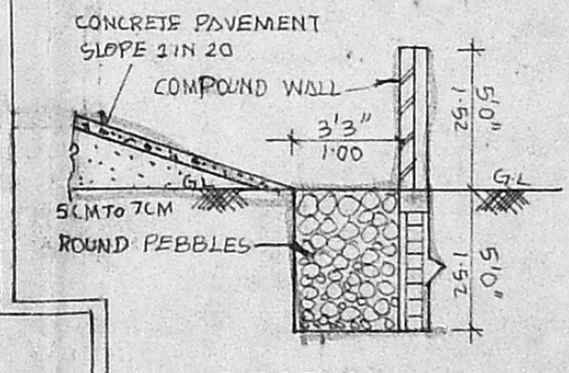 CONCRETE PAVEMENT
SLOPE 1 IN 20
COMPOUND WALL
3'3"
1.00
5'0"
1.52
G.L
G.L
5CM TO 7CM
ROUND PEBBLES
5'0"
1.52